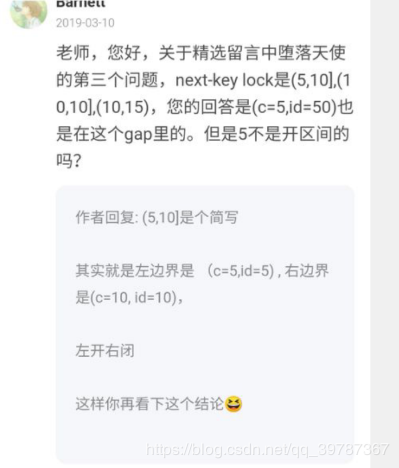 Barnett
2019-03-10
老师，您好，关于精选留言中堕落天使
的第三个问题，next-key lock是(5,10],(1
0,10],(10,15)，您的回答是(c=5,id=50)也
是在这个gap里的。但是5不是开区间的
吗？
作者回复: (5,10]是个简写
其实就是左边界是 （c=5,id=5) , 右边界
是(c=10, id=10)，
左开右闭
这样你再看下这个结论😆
https://blog.csdn.net/qq_39787367